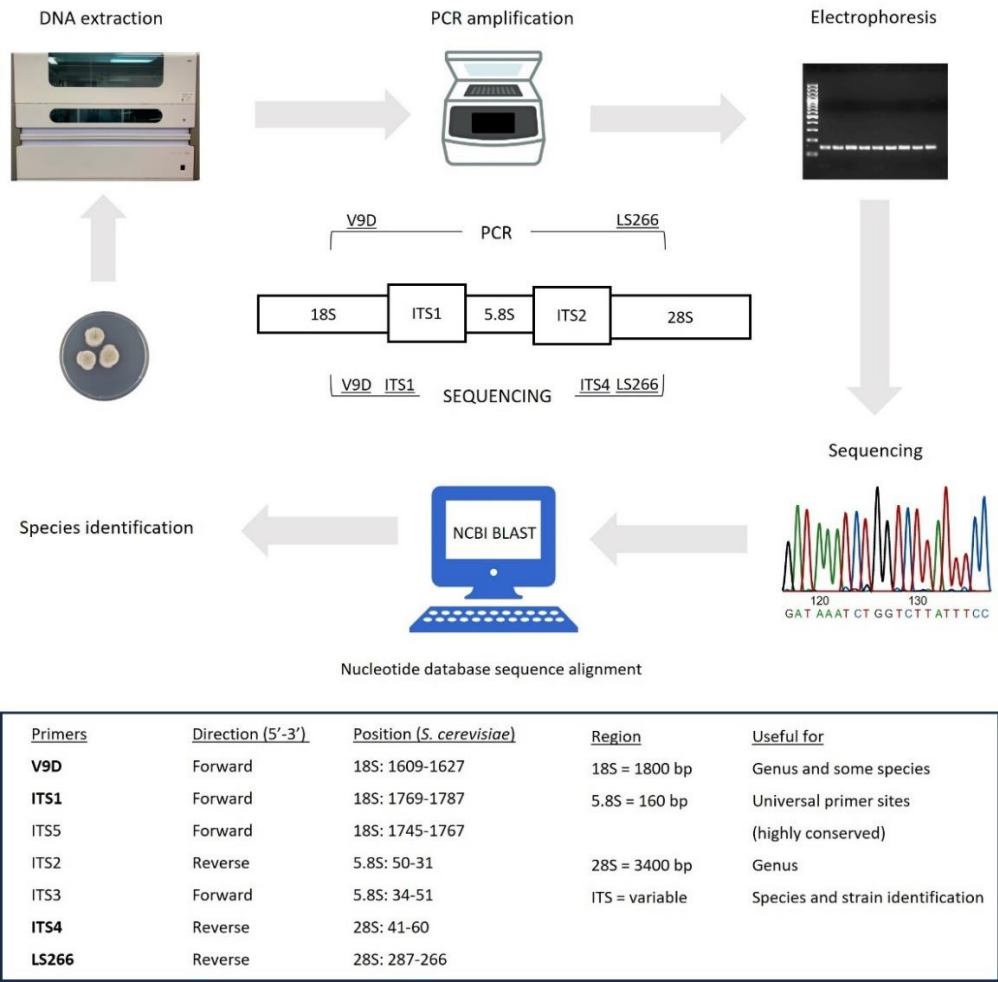 DNA extraction
PCR amplification
Electrophoresis
V9D
PCR
LS266
18S
ITS1
5.8S
ITS2
28S
V9D
ITS1
SEQUENCING
ITS4
LS266
Sequencing
120
130
GATAAATCTGGTCTTATTTCC
NCBI BLAST
Species identification
Nucleotide database sequence alignment
Primers Direction (5’-3’) Position (S. cerevisiae) Region Useful for
V9D Forward 18S: 1609-1627 18S = 1800 bp Genus and some species
ITS1 Forward 18S: 1769-1787 5.8S = 160 bp Universal primer sites
ITS5 Forward 18S: 1745-1767 (highly conserved)
ITS2 Reverse 5.8S: 50-31 28S = 3400 bp Genus
ITS3 Forward 5.8S: 34-51 ITS = variable Species and strain identification
ITS4 Reverse 28S: 41-60
LS266 Reverse 28S: 287-266